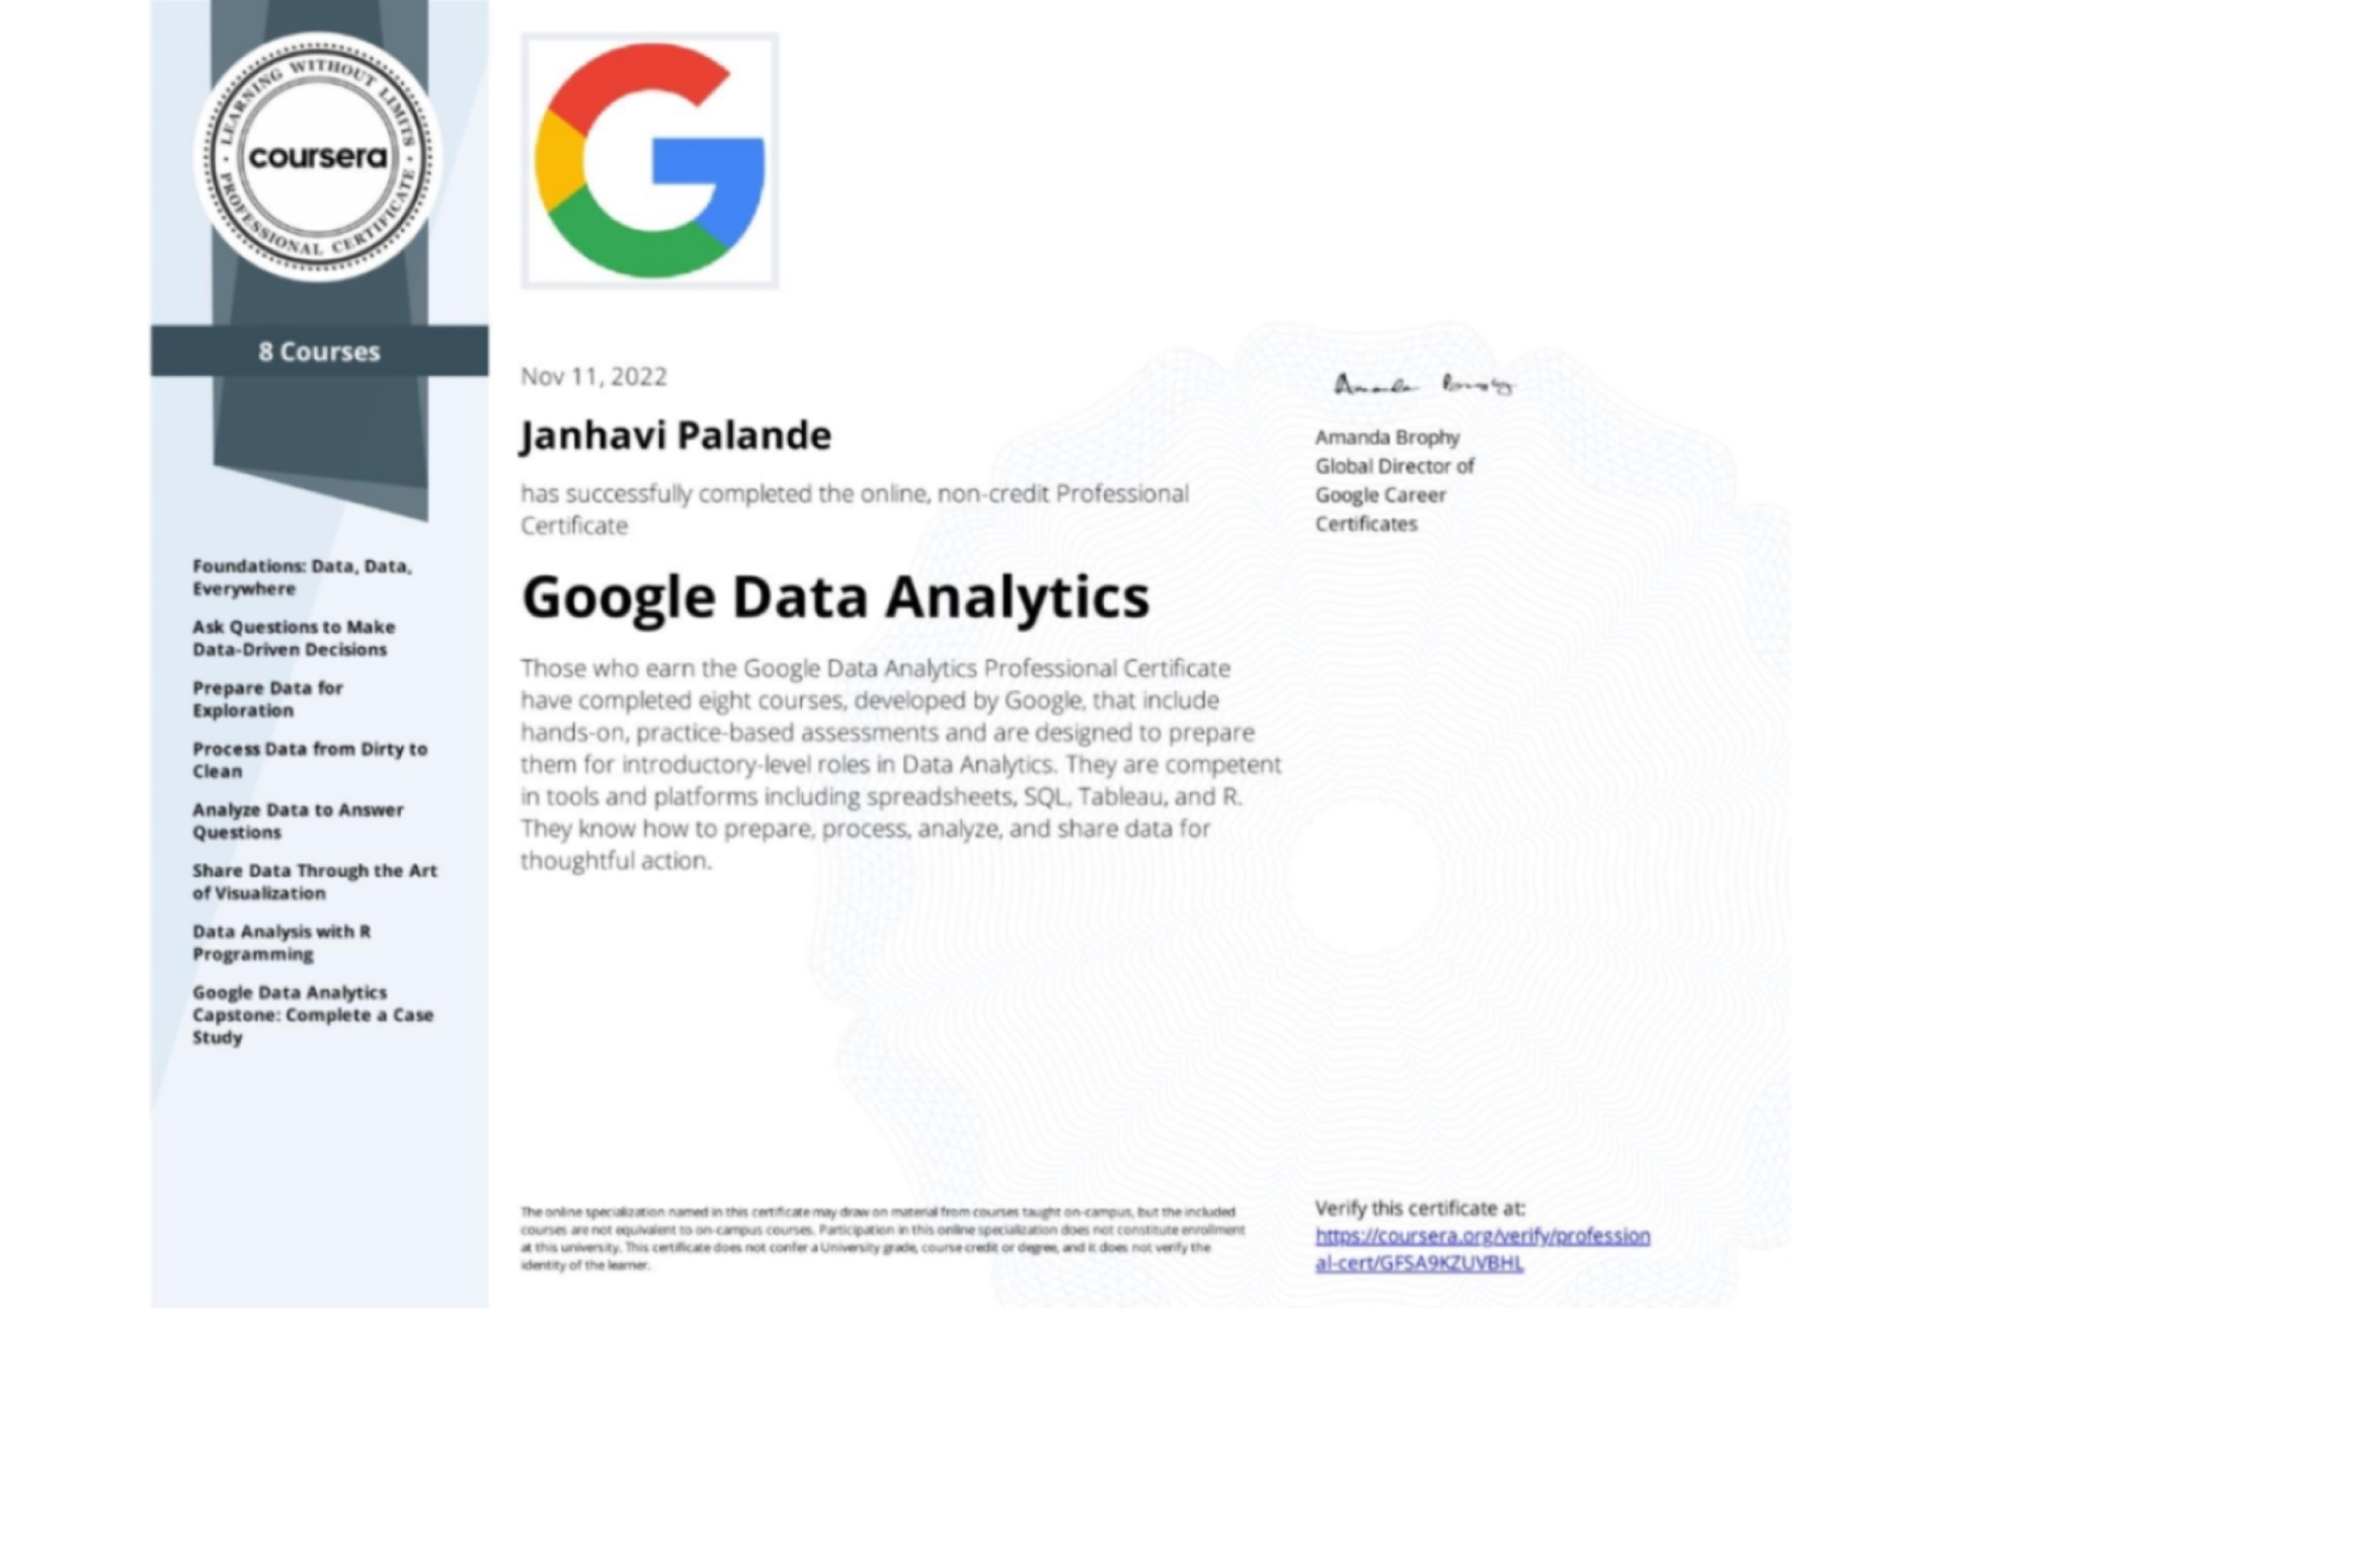 LEARNING WITHOUT LIMITS
coursera
PROFESSIONAL CERTIFICATE
8 Courses
Foundations: Data, Data,
Everywhere
Ask Questions to Make
Data-Driven Decisions
Prepare Data for
Exploration
Process Data from Dirty to
Clean
Analyze Data to Answer
Questions
Share Data Through the Art
of Visualization
Data Analysis with R
Programming
Google Data Analytics
Capstone: Complete a Case
Study
G
Nov 11, 2022
Janhavi Palande
has successfully completed the online, non-credit Professional
Certificate
Google Data Analytics
Those who earn the Google Data Analytics Professional Certificate
have completed eight courses, developed by Google, that include
hands-on, practice-based assessments and are designed to prepare
them for introductory-level roles in Data Analytics. They are competent
in tools and platforms including spreadsheets, SQL, Tableau, and R.
They know how to prepare, process, analyze, and share data for
thoughtful action.
Amanda Brophy
Amanda Brophy
Global Director of
Google Career
Certificates
The online specialization named in this certificate may draw on material from courses taught on-campus, but the included
courses are not equivalent to on-campus courses. Participation in this online specialization does not constitute enrollment
at this university. This certificate does not confer a University grade, course credit or degree, and it does not verify the
identity of the learner.
Verify this certificate at:
https://coursera.org/verify/profession
al-cert/GFSA9KZUVBHL